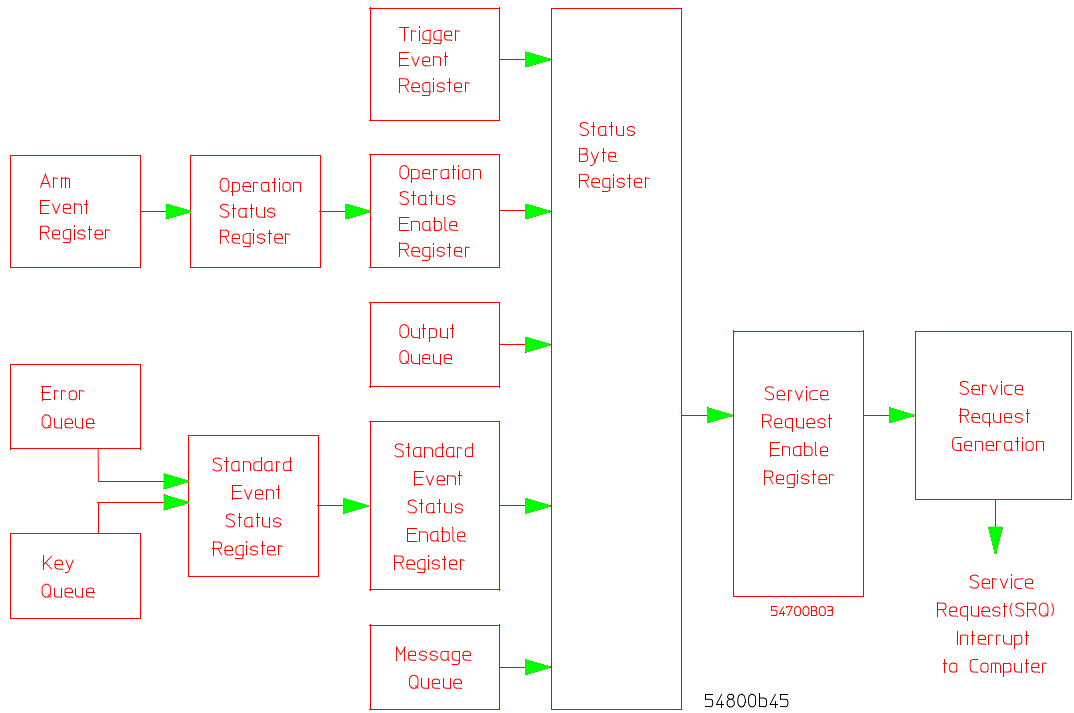 Trigger
Event
Register
Status
Byte
Register
Arm
Event
Register
Operation
Status
Register
Operation
Status
Enable
Register
Output
Queue
Error
Queue
Key
Queue
Standard
Event
Status
Register
Standard
Event
Status
Enable
Register
Message
Queue
Service
Request
Enable
Register
54700B03
Service
Request
Generation
Service
Request(SRQ)
Interrupt
to Computer
54800b45